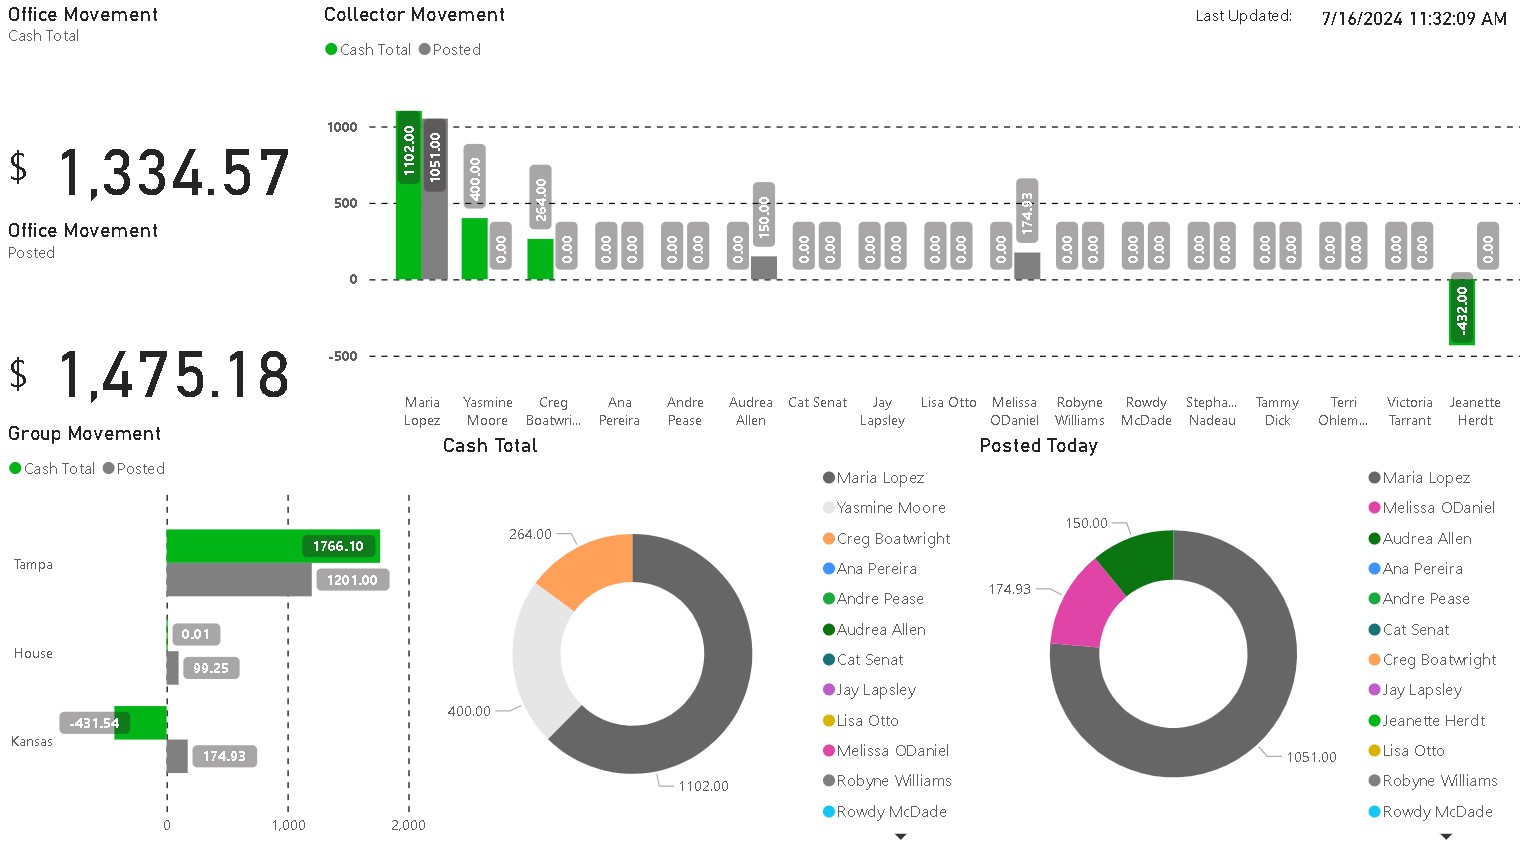 Office Movement
Cash Total
$ 1,334.57
Office Movement
Posted
$ 1,475.18
Collector Movement
Cash Total Posted
Last Updated: 7/16/2024 11:32:09 AM
1000
500
0
-500
1102.00 1051.00 400.00 0.00 264.00 0.00 0.00 0.00 0.00 0.00 0.00 150.00 0.00 0.00 0.00 0.00 0.00 0.00 0.00 174.93 0.00 0.00 0.00 0.00 0.00 0.00 0.00 0.00 0.00 0.00 0.00 0.00 -432.00 0.00
Maria Lopez
Yasmine Moore
Creg Boatwri...
Ana Pereira
Andre Pease
Audrea Allen
Cat Senat
Jay Lapsley
Lisa Otto
Melissa ODaniel
Robyne Williams
Rowdy McDade
Stepha... Nadeau
Tammy Dick
Terri Ohlem...
Victoria Tarrant
Jeanette Herdt
Group Movement
Cash Total Posted
Tampa
1766.10
1201.00
House
0.01
99.25
Kansas
-431.54
174.93
0 1,000 2,000
Cash Total
264.00
400.00
1102.00
Maria Lopez
Yasmine Moore
Creg Boatwright
Ana Pereira
Andre Pease
Audrea Allen
Cat Senat
Jay Lapsley
Lisa Otto
Melissa ODaniel
Robyne Williams
Rowdy McDade
Posted Today
150.00
174.93
1051.00
Maria Lopez
Melissa ODaniel
Audrea Allen
Ana Pereira
Andre Pease
Cat Senat
Creg Boatwright
Jay Lapsley
Jeanette Herdt
Lisa Otto
Robyne Williams
Rowdy McDade